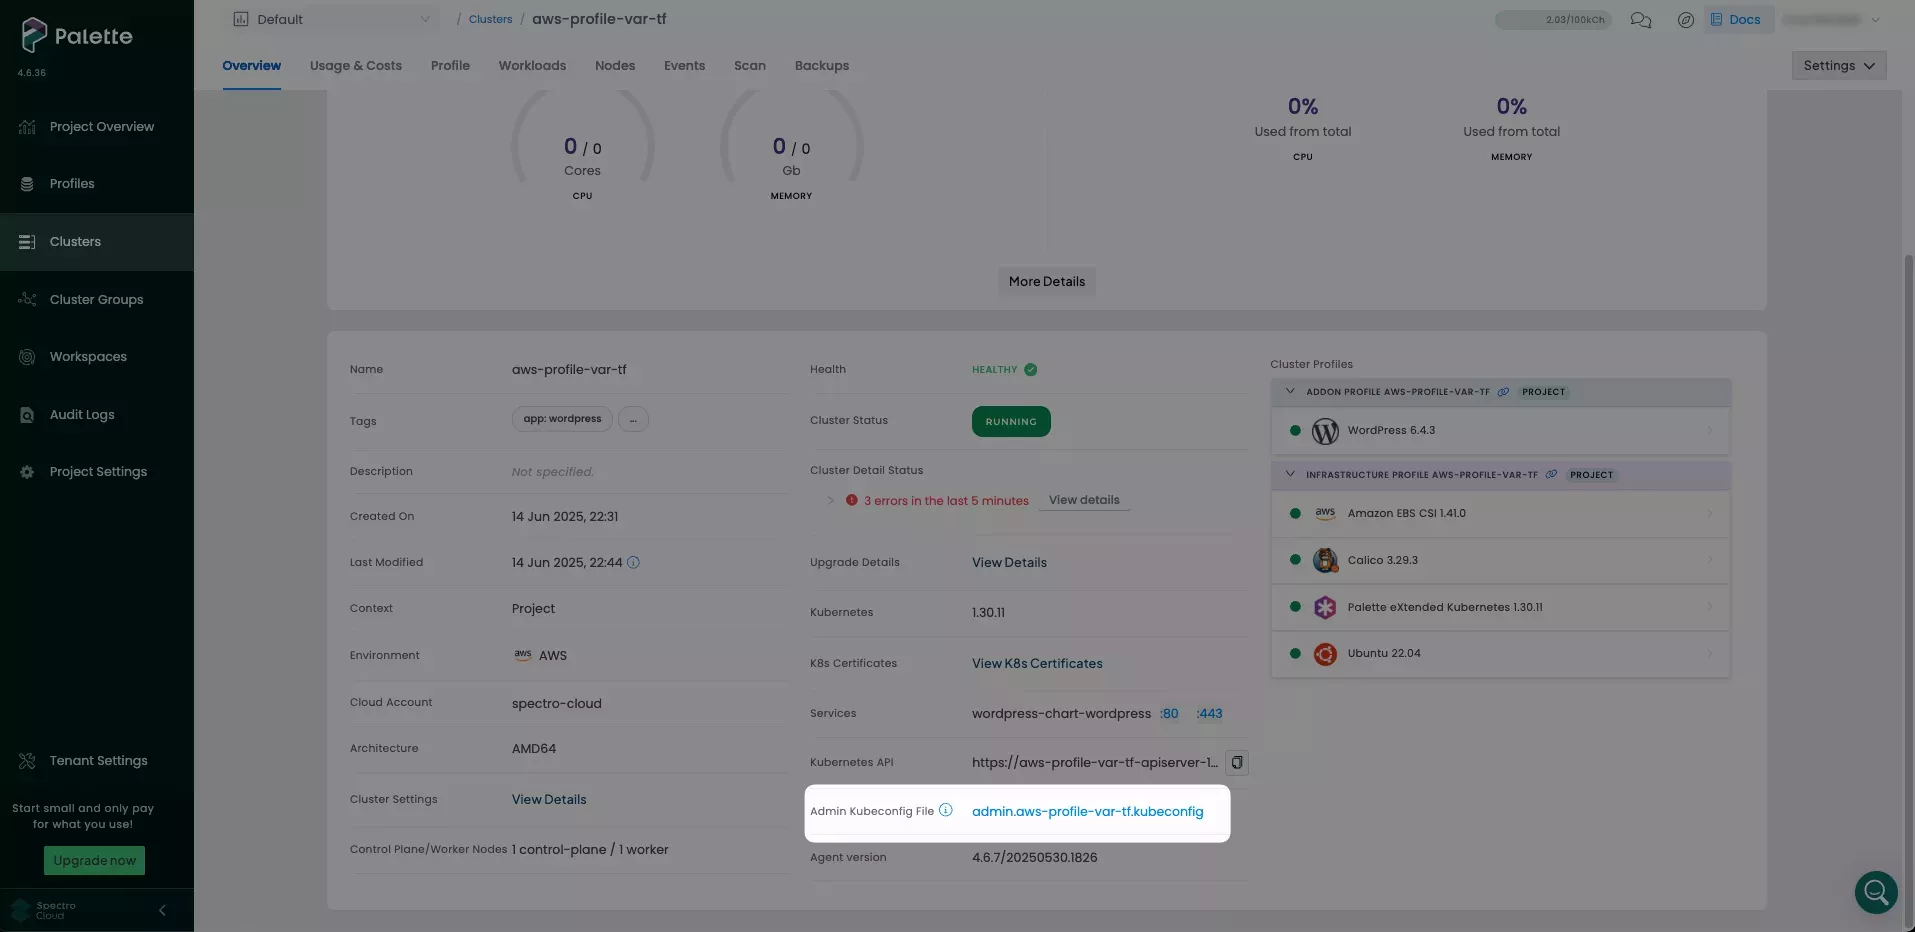 Palette
4.6.36
Project Overview
Profiles
Clusters
Cluster Groups
Workspaces
Audit Logs
Project Settings
Tenant Settings
Start small and only pay
for what you use!
Upgrade now
Spectro
Cloud
Default / Clusters / aws-profile-var-tf
2.03/10.0kCh
Docs
Overview Usage & Costs Profile Workloads Nodes Events Scan Backups
Settings
0 / 0
Cores
CPU
0 / 0
Gb
MEMORY
0%
Used from total
CPU
0%
Used from total
MEMORY
More Details
Name aws-profile-var-tf
Tags app: wordpress ...
Description Not specified.
Created On 14 Jun 2025, 22:31
Last Modified 14 Jun 2025, 22:44
Context Project
Environment aws AWS
Cloud Account spectro-cloud
Architecture AMD64
Cluster Settings View Details
Control Plane/Worker Nodes 1 control-plane / 1 worker
Health HEALTHY
Cluster Status RUNNING
Cluster Detail Status
3 errors in the last 5 minutes View details
Upgrade Details View Details
Kubernetes 1.30.11
K8s Certificates View K8s Certificates
Services wordpress-chart-wordpress :80 :443
Kubernetes API https://aws-profile-var-tf-apiserver-1...
Admin Kubeconfig File admin.aws-profile-var-tf.kubeconfig
Agent version 4.6.7/20250530.1826
Cluster Profiles
ADDON PROFILE AWS-PROFILE-VAR-TF PROJECT
WordPress 6.4.3
INFRASTRUCTURE PROFILE AWS-PROFILE-VAR-TF PROJECT
aws Amazon EBS CSI 1.41.0
Calico 3.29.3
Palette eXtended Kubernetes 1.30.11
Ubuntu 22.04